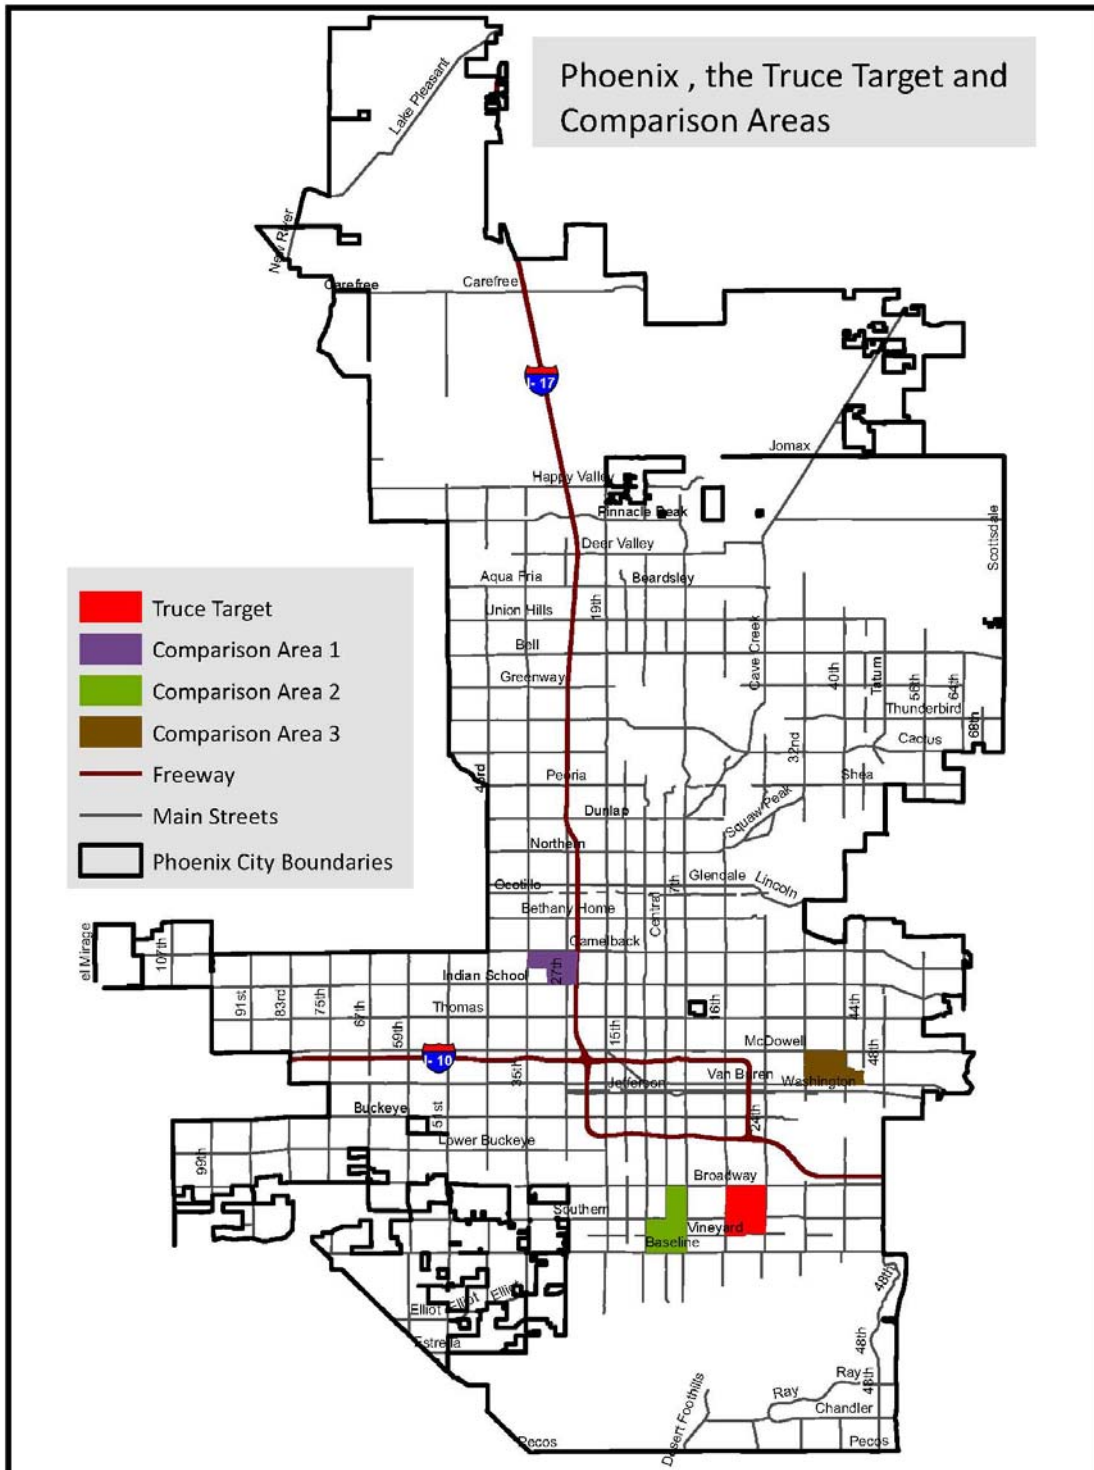 Phoenix , the Truce Target and
Comparison Areas
Lake Pleasant
New River
Carefree
Carefree
I- 17
Jomax
Happy Valley
Pinnacle Peak
Scottsdale
Deer Valley
Aqua Fria
Beardsley
Union Hills
19th
Bell
Cave Creek
40th
Tatum
56th
64th
Greenway
Thunderbird
68th
Cactus
32nd
43rd
Peoria
Shea
Dunlap
Squaw Peak
Northern
Ocotillo
Glendale
Lincoln
7th
Bethany Home
Central
Camelback
el Mirage
107th
Indian School
27th
91st
83rd
75th
67th
59th
Thomas
15th
16th
44th
48th
McDowell
I- 10
35th
Jefferson
Van Buren
Washington
Buckeye
51st
24th
Lower Buckeye
99th
Broadway
Southern
Vineyard
Baseline
Elliot
Elliot
Elliot
Estrella
48th
48th
48th
Ray
Ray
Chandler
Desert Foothills
Pecos
Pecos
Truce Target
Comparison Area 1
Comparison Area 2
Comparison Area 3
Freeway
Main Streets
Phoenix City Boundaries